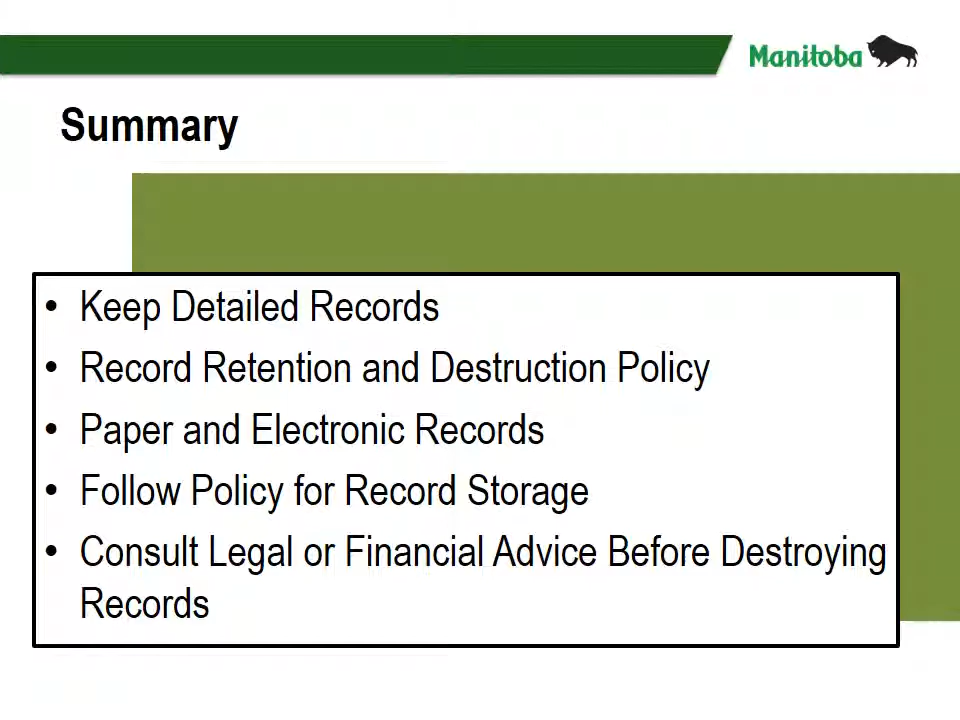 Manitoba
Summary
• Keep Detailed Records
• Record Retention and Destruction Policy
• Paper and Electronic Records
• Follow Policy for Record Storage
• Consult Legal or Financial Advice Before Destroying
Records